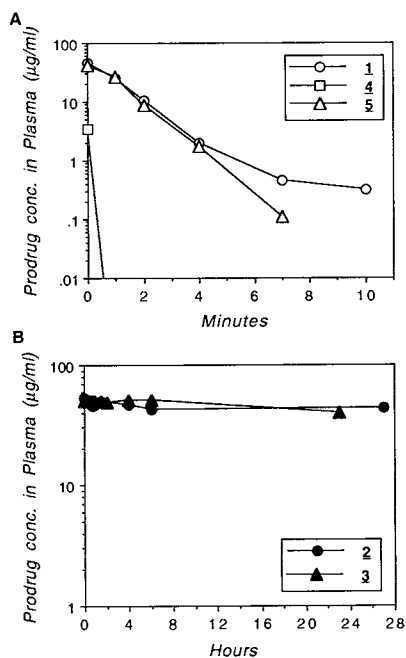 A
Prodrug conc. in Plasma (μg/ml)
100
10
1
.1
.01
0 2 4 6 8 10
Minutes
1
4
5
B
Prodrug conc. in Plasma (μg/ml)
100
10
1
0 4 8 12 16 20 24 28
Hours
2
3